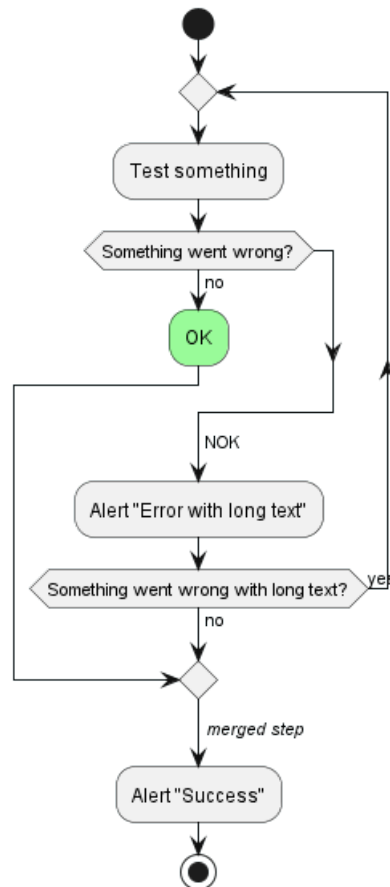 Test something
Something went wrong?
no
OK
NOK
Alert "Error with long text"
Something went wrong with long text?
yes
no
merged step
Alert "Success"